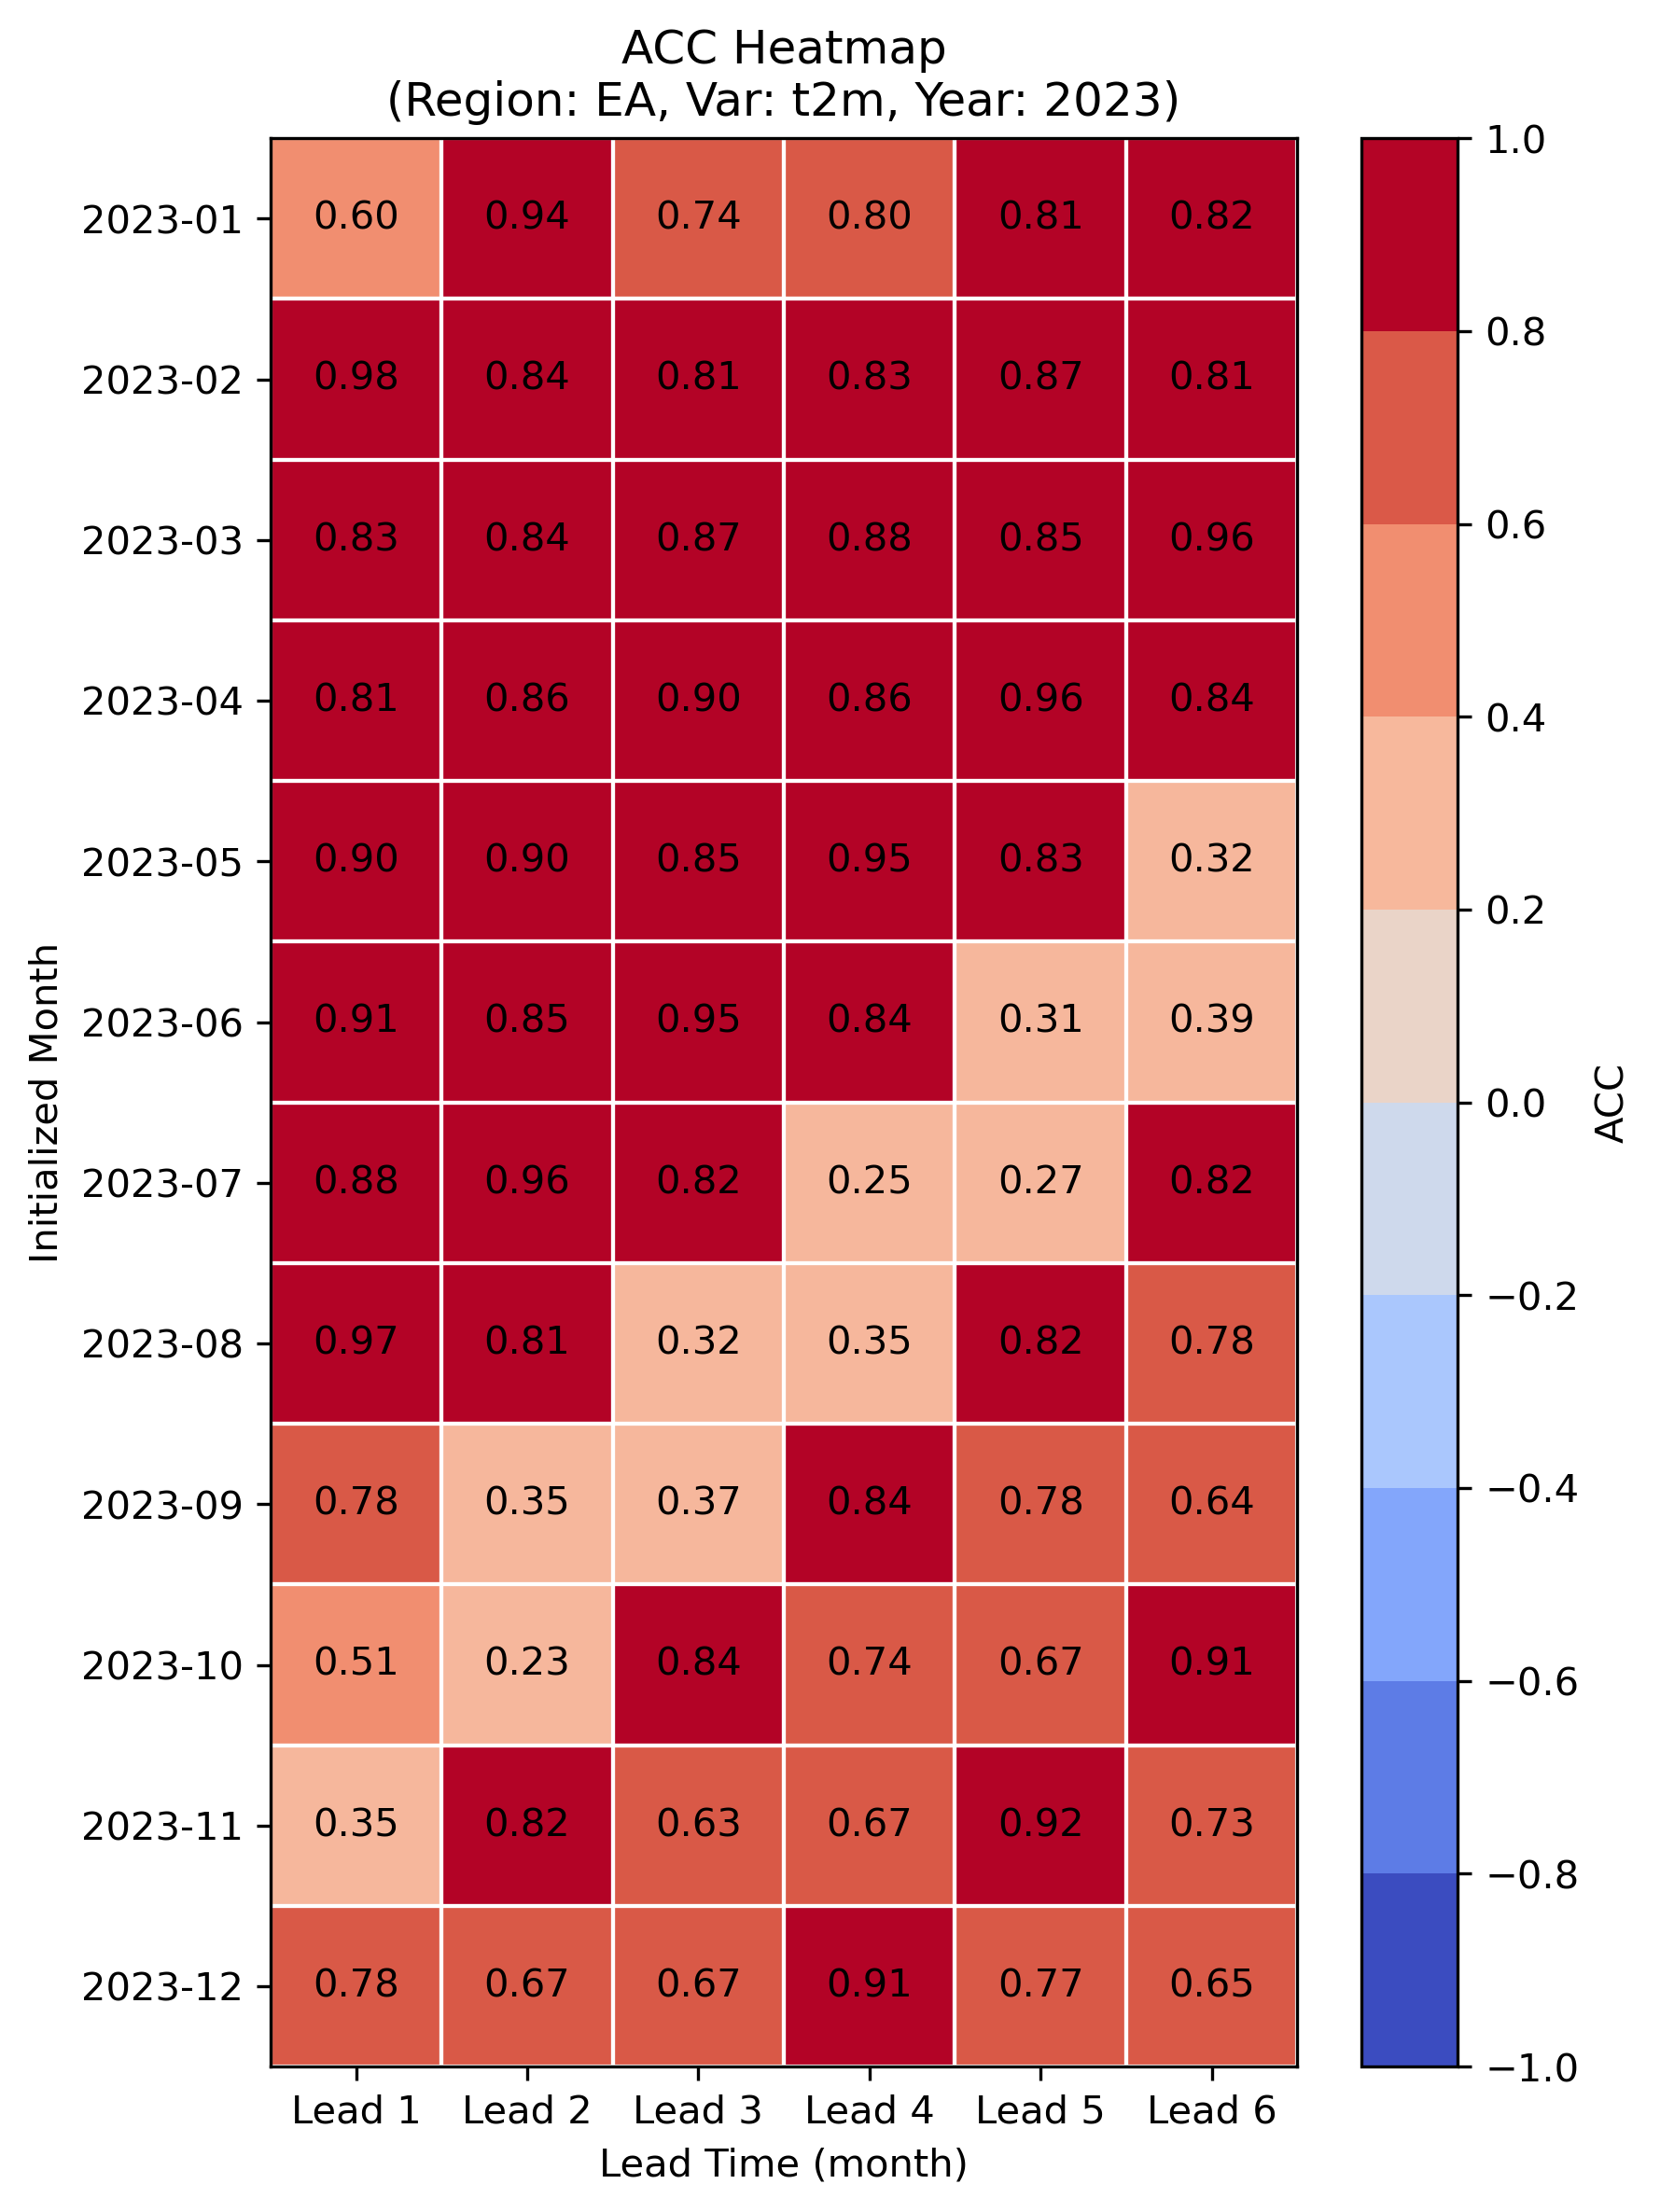 ACC Heatmap
(Region: EA, Var: t2m, Year: 2023)
2023-01 0.60 0.94 0.74 0.80 0.81 0.82
2023-02 0.98 0.84 0.81 0.83 0.87 0.81
2023-03 0.83 0.84 0.87 0.88 0.85 0.96
2023-04 0.81 0.86 0.90 0.86 0.96 0.84
2023-05 0.90 0.90 0.85 0.95 0.83 0.32
2023-06 0.91 0.85 0.95 0.84 0.31 0.39
2023-07 0.88 0.96 0.82 0.25 0.27 0.82
2023-08 0.97 0.81 0.32 0.35 0.82 0.78
2023-09 0.78 0.35 0.37 0.84 0.78 0.64
2023-10 0.51 0.23 0.84 0.74 0.67 0.91
2023-11 0.35 0.82 0.63 0.67 0.92 0.73
2023-12 0.78 0.67 0.67 0.91 0.77 0.65
Lead 1 Lead 2 Lead 3 Lead 4 Lead 5 Lead 6
Lead Time (month)
Initialized Month
1.0
0.8
0.6
0.4
0.2
0.0
−0.2
−0.4
−0.6
−0.8
−1.0
ACC